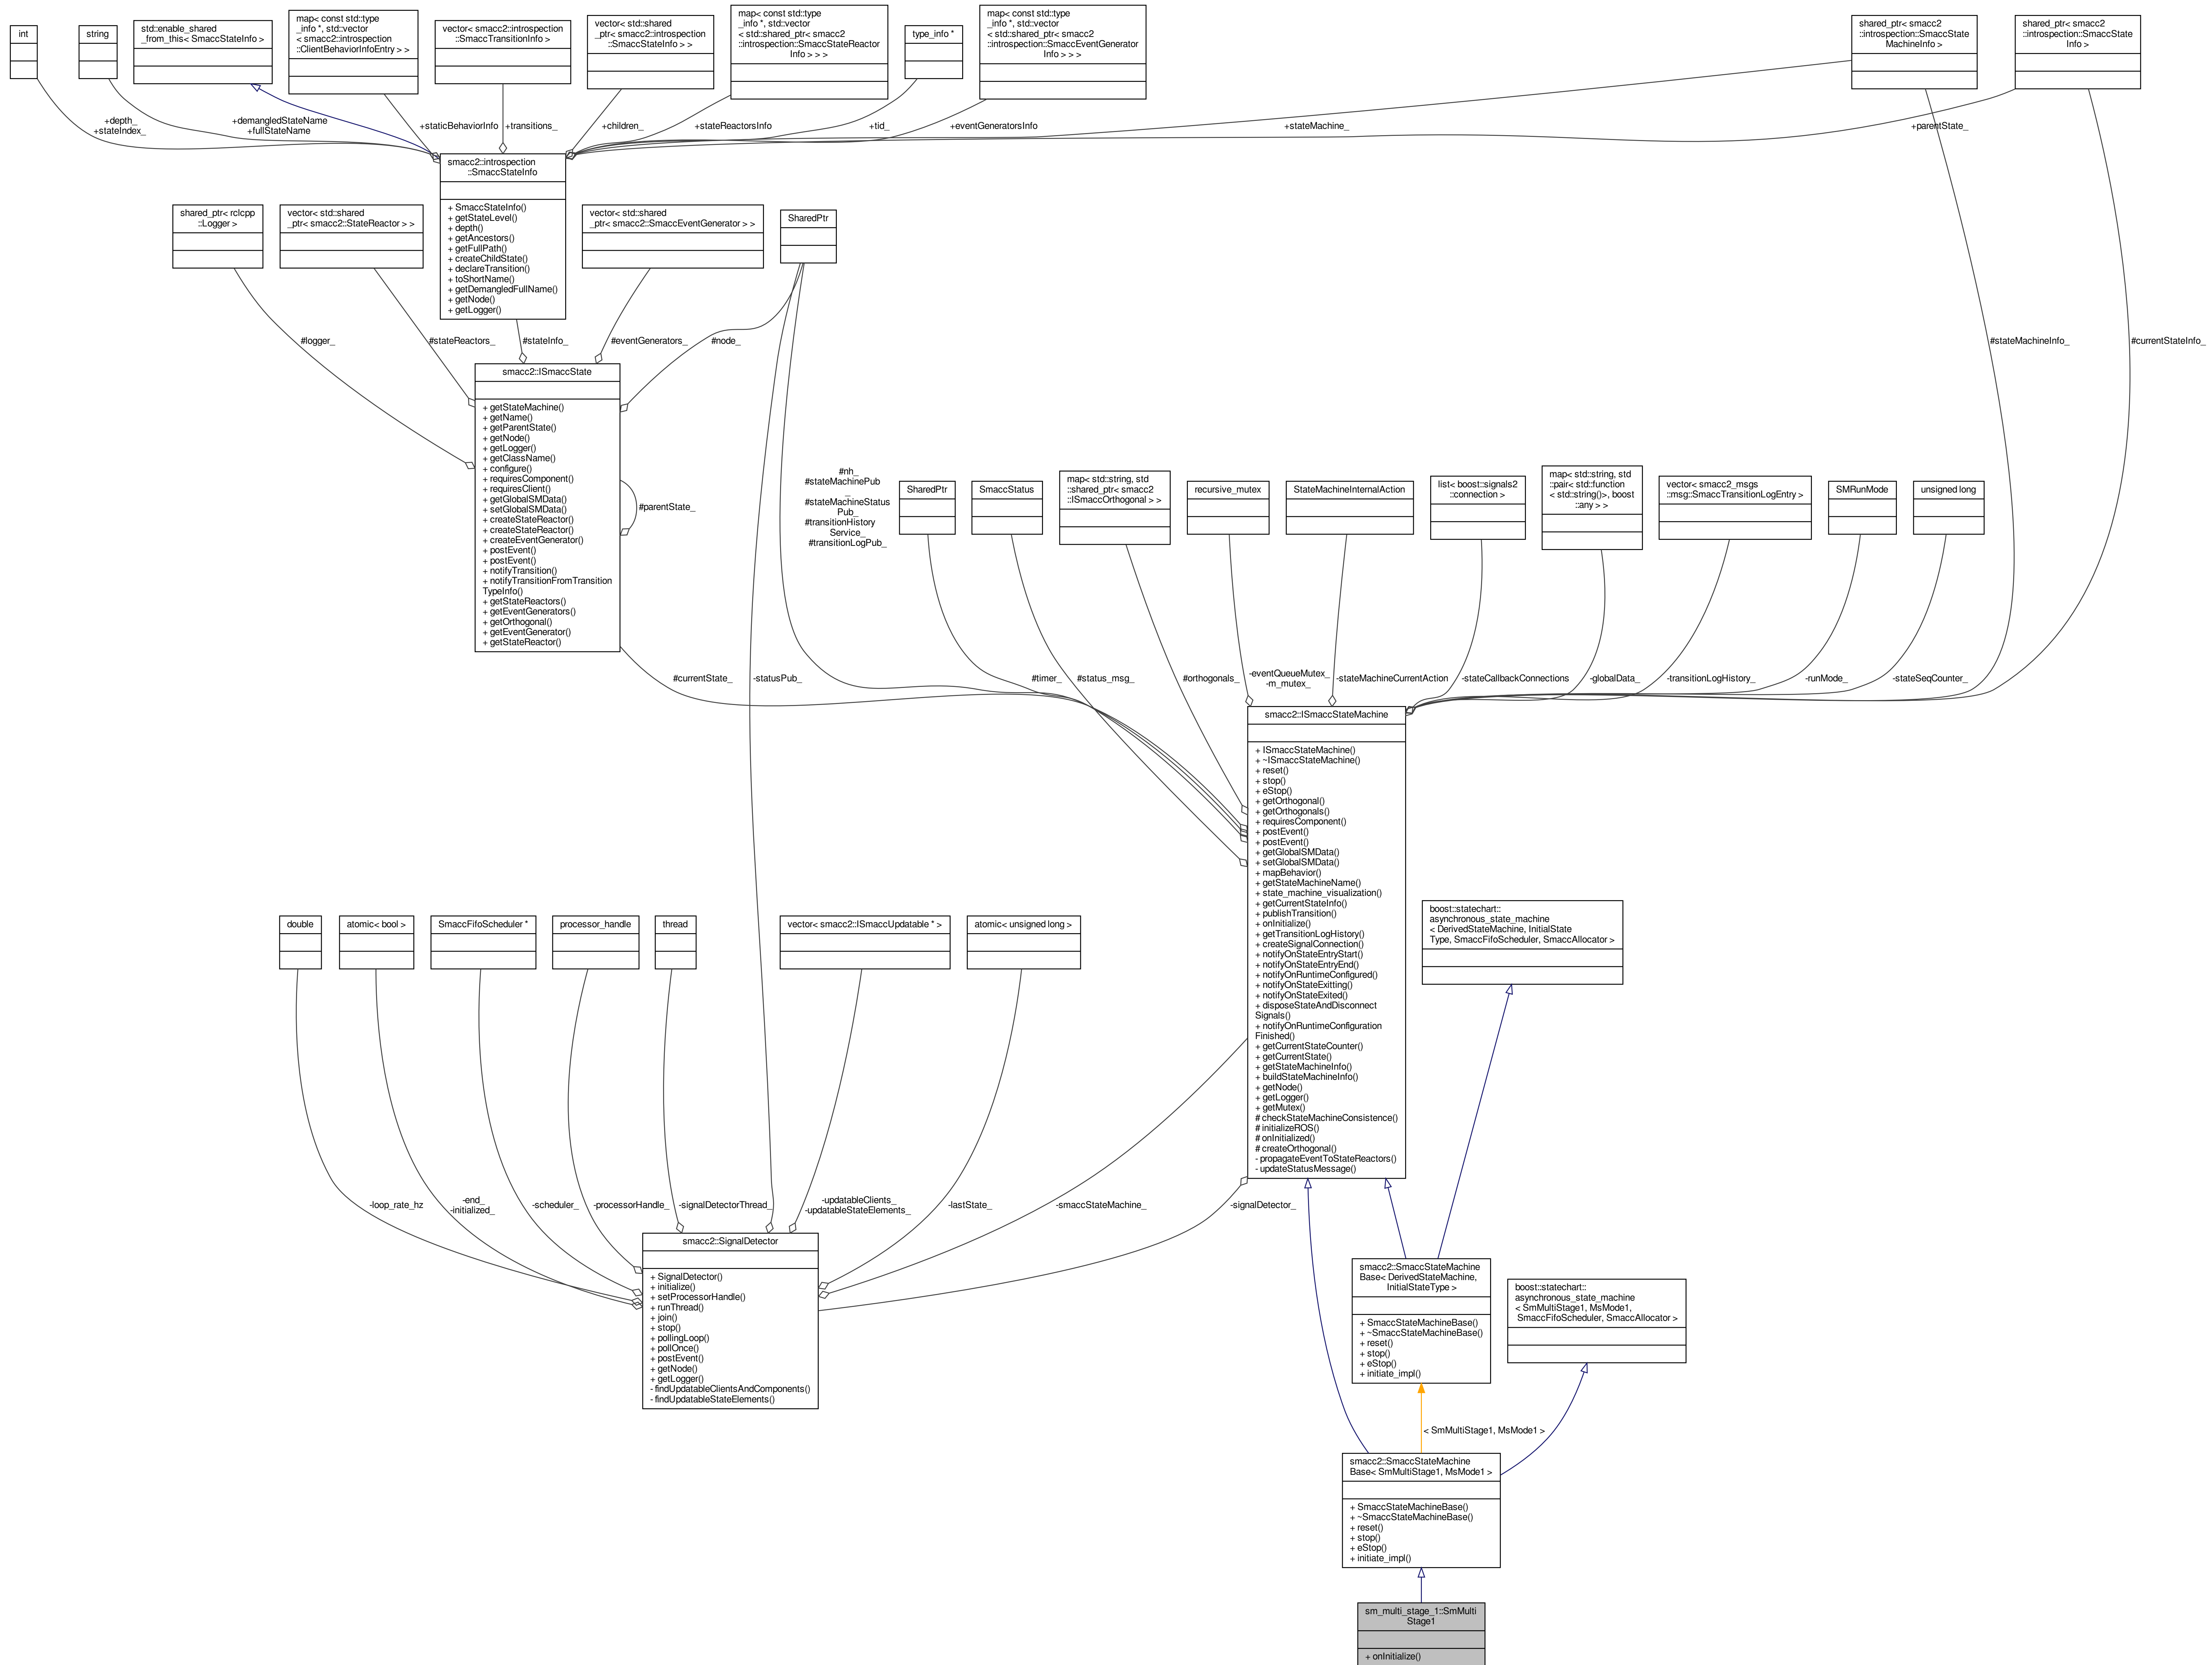 int
string
std::enable_shared
_from_this< SmaccStateInfo >
map< const std::type
_info *, std::vector
< smacc2::introspection
::ClientBehaviorInfoEntry > >
vector< smacc2::introspection
::SmaccTransitionInfo >
vector< std::shared
_ptr< smacc2::introspection
::SmaccStateInfo > >
map< const std::type
_info *, std::vector
< std::shared_ptr< smacc2
::introspection::SmaccStateReactor
Info > > >
type_info *
map< const std::type
_info *, std::vector
< std::shared_ptr< smacc2
::introspection::SmaccEventGenerator
Info > > >
shared_ptr< smacc2
::introspection::SmaccState
MachineInfo >
shared_ptr< smacc2
::introspection::SmaccState
Info >
+depth_
+stateIndex_
+demangledStateName
+fullStateName
+staticBehaviorInfo
+transitions_
+children_
+stateReactorsInfo
+tid_
+eventGeneratorsInfo
+stateMachine_
+parentState_
smacc2::introspection
::SmaccStateInfo
+ SmaccStateInfo()
+ getStateLevel()
+ depth()
+ getAncestors()
+ getFullPath()
+ createChildState()
+ declareTransition()
+ toShortName()
+ getDemangledFullName()
+ getNode()
+ getLogger()
shared_ptr< rclcpp
::Logger >
vector< std::shared
_ptr< smacc2::StateReactor > >
vector< std::shared
_ptr< smacc2::SmaccEventGenerator > >
SharedPtr
#logger_
#stateReactors_
#stateInfo_
#eventGenerators_
#node_
#stateMachineInfo_
#currentStateInfo_
smacc2::ISmaccState
+ getStateMachine()
+ getName()
+ getParentState()
+ getNode()
+ getLogger()
+ getClassName()
+ configure()
+ requiresComponent()
+ requiresClient()
+ getGlobalSMData()
+ setGlobalSMData()
+ createStateReactor()
+ createStateReactor()
+ createEventGenerator()
+ postEvent()
+ postEvent()
+ notifyTransition()
+ notifyTransitionFromTransition
TypeInfo()
+ getStateReactors()
+ getEventGenerators()
+ getOrthogonal()
+ getEventGenerator()
+ getStateReactor()
#parentState_
#nh_
#stateMachinePub
_
#stateMachineStatus
Pub_
#transitionHistory
Service_
#transitionLogPub_
SharedPtr
SmaccStatus
map< std::string, std
::shared_ptr< smacc2
::ISmaccOrthogonal > >
recursive_mutex
StateMachineInternalAction
list< boost::signals2
::connection >
map< std::string, std
::pair< std::function
< std::string()>, boost
::any > >
vector< smacc2_msgs
::msg::SmaccTransitionLogEntry >
SMRunMode
unsigned long
#currentState_
-statusPub_
#timer_
#status_msg_
#orthogonals_
-eventQueueMutex_
-m_mutex_
-stateMachineCurrentAction
-stateCallbackConnections
-globalData_
-transitionLogHistory_
-runMode_
-stateSeqCounter_
smacc2::ISmaccStateMachine
+ ISmaccStateMachine()
+ ~ISmaccStateMachine()
+ reset()
+ stop()
+ eStop()
+ getOrthogonal()
+ getOrthogonals()
+ requiresComponent()
+ postEvent()
+ postEvent()
+ getGlobalSMData()
+ setGlobalSMData()
+ mapBehavior()
+ getStateMachineName()
+ state_machine_visualization()
+ getCurrentStateInfo()
+ publishTransition()
+ onInitialize()
+ getTransitionLogHistory()
+ createSignalConnection()
+ notifyOnStateEntryStart()
+ notifyOnStateEntryEnd()
+ notifyOnRuntimeConfigured()
+ notifyOnStateExitting()
+ notifyOnStateExited()
+ disposeStateAndDisconnect
Signals()
+ notifyOnRuntimeConfiguration
Finished()
+ getCurrentStateCounter()
+ getCurrentState()
+ getStateMachineInfo()
+ buildStateMachineInfo()
+ getNode()
+ getLogger()
+ getMutex()
# checkStateMachineConsistence()
# initializeROS()
# onInitialized()
# createOrthogonal()
- propagateEventToStateReactors()
- updateStatusMessage()
double
atomic< bool >
SmaccFifoScheduler *
processor_handle
thread
vector< smacc2::ISmaccUpdatable * >
atomic< unsigned long >
boost::statechart::
asynchronous_state_machine
< DerivedStateMachine, InitialState
Type, SmaccFifoScheduler, SmaccAllocator >
-loop_rate_hz
-end_
-initialized_
-scheduler_
-processorHandle_
-signalDetectorThread_
-updatableClients_
-updatableStateElements_
-lastState_
-smaccStateMachine_
-signalDetector_
smacc2::SignalDetector
+ SignalDetector()
+ initialize()
+ setProcessorHandle()
+ runThread()
+ join()
+ stop()
+ pollingLoop()
+ pollOnce()
+ postEvent()
+ getNode()
+ getLogger()
- findUpdatableClientsAndComponents()
- findUpdatableStateElements()
smacc2::SmaccStateMachine
Base< DerivedStateMachine,
InitialStateType >
+ SmaccStateMachineBase()
+ ~SmaccStateMachineBase()
+ reset()
+ stop()
+ eStop()
+ initiate_impl()
boost::statechart::
asynchronous_state_machine
< SmMultiStage1, MsMode1,
SmaccFifoScheduler, SmaccAllocator >
< SmMultiStage1, MsMode1 >
smacc2::SmaccStateMachine
Base< SmMultiStage1, MsMode1 >
+ SmaccStateMachineBase()
+ ~SmaccStateMachineBase()
+ reset()
+ stop()
+ eStop()
+ initiate_impl()
sm_multi_stage_1::SmMulti
Stage1
+ onInitialize()